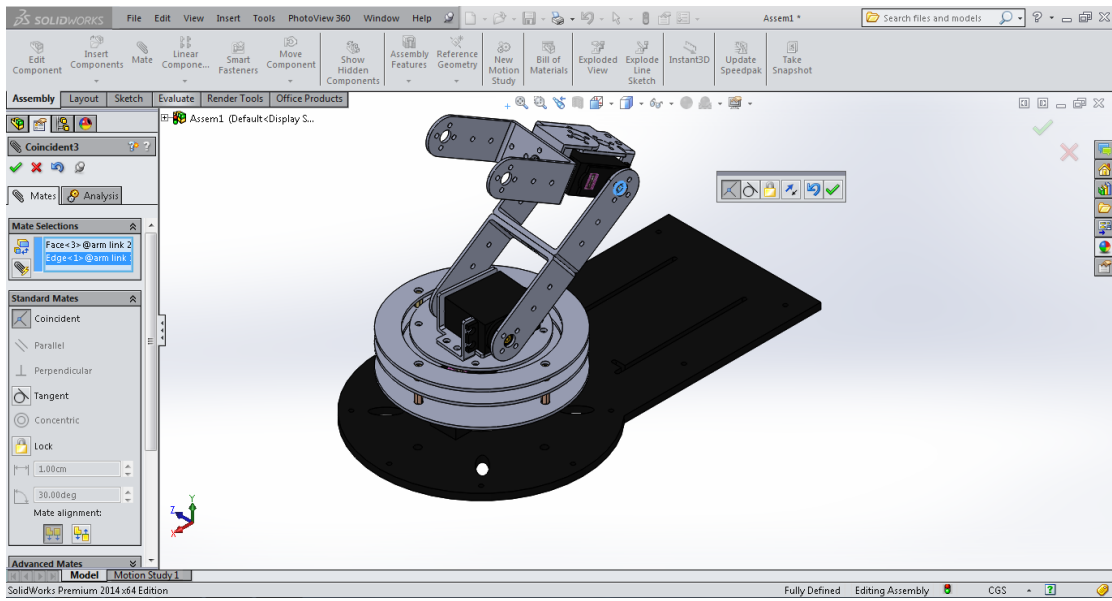 SOLIDWORKS File Edit View Insert Tools PhotoView 360 Window Help Assem1 * Search files and models ?
Edit Component
Insert Components
Mate
Linear Compone...
Smart Fasteners
Move Component
Show Hidden Components
Assembly Features
Reference Geometry
New Motion Study
Bill of Materials
Exploded View
Explode Line Sketch
Instant3D
Update Speedpak
Take Snapshot
Assembly Layout Sketch Evaluate Render Tools Office Products
Assem1 (Default<Display S...
Coincident3 ?
Mates Analysis
Mate Selections
Face<3>@arm link 2
Edge<1>@arm link
Standard Mates
Coincident
Parallel
Perpendicular
Tangent
Concentric
Lock
1.00cm
30.00deg
Mate alignment:
Advanced Mates
Y
Z
X
Model Motion Study 1
SolidWorks Premium 2014 x64 Edition Fully Defined Editing Assembly CGS ?